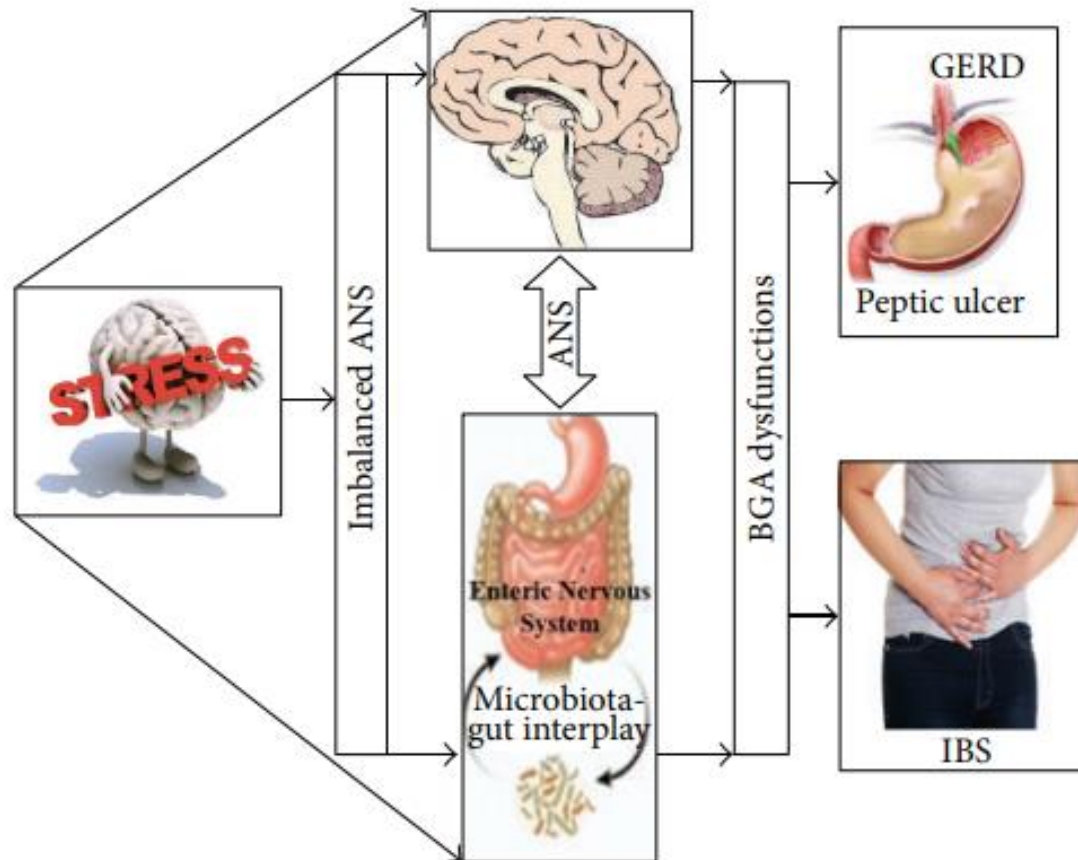 STRESS
Imbalanced ANS
ANS
Enteric Nervous
System
Microbiota-
gut interplay
BGA dysfunctions
GERD
Peptic ulcer
IBS